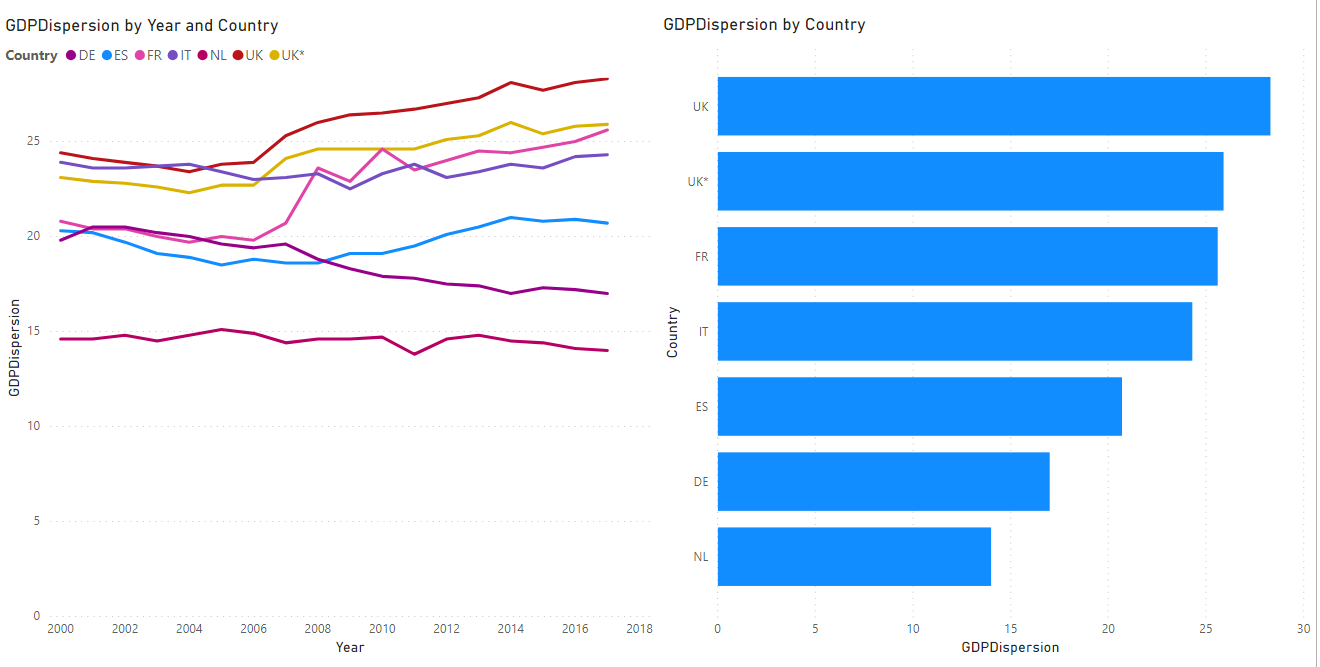 GDPDispersion by Year and Country
Country DE ES FR IT NL UK UK*
GDPDispersion
25
20
15
10
5
0
2000 2002 2004 2006 2008 2010 2012 2014 2016 2018
Year
GDPDispersion by Country
Country
UK
UK*
FR
IT
ES
DE
NL
0 5 10 15 20 25 30
GDPDispersion